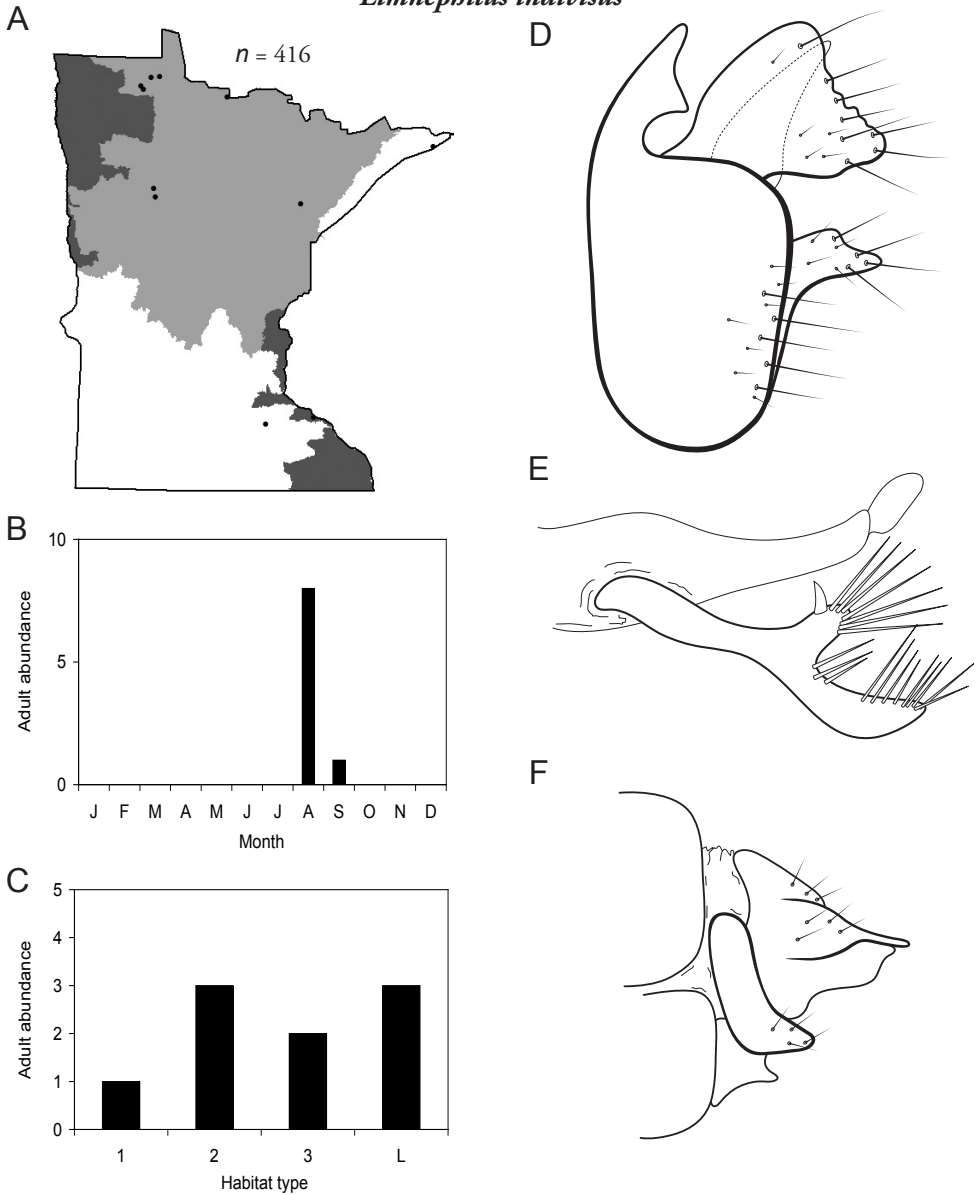 Limnephilus indivisus
A
n = 416
B
10
5
0
Adult abundance
J F M A M J J A S O N D
Month
C
5
4
3
2
1
0
Adult abundance
1 2 3 L
Habitat type
D
E
F